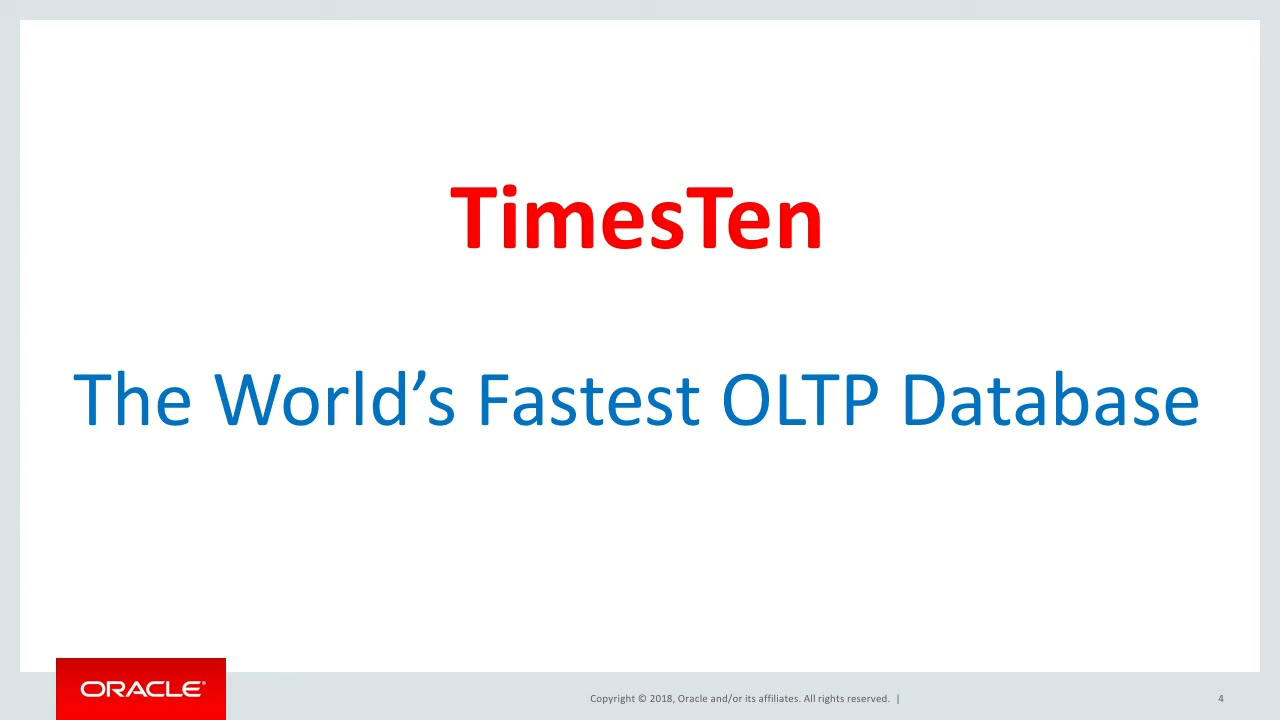 TimesTen
The World’s Fastest OLTP Database
ORACLE®
Copyright © 2018, Oracle and/or its affiliates. All rights reserved. |
4